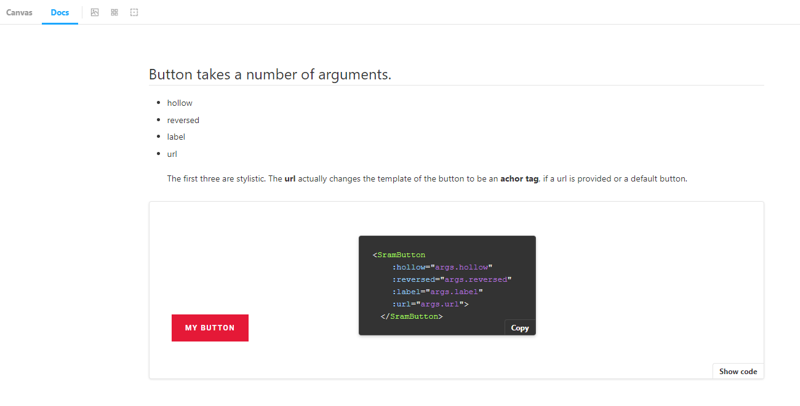 Canvas Docs
Button takes a number of arguments.
hollow
reversed
label
url
The first three are stylistic. The url actually changes the template of the button to be an achor tag, if a url is provided or a default button.
<SramButton
:hollow="args.hollow"
:reversed="args.reversed"
:label="args.label"
:url="args.url">
</SramButton>
Copy
MY BUTTON
Show code